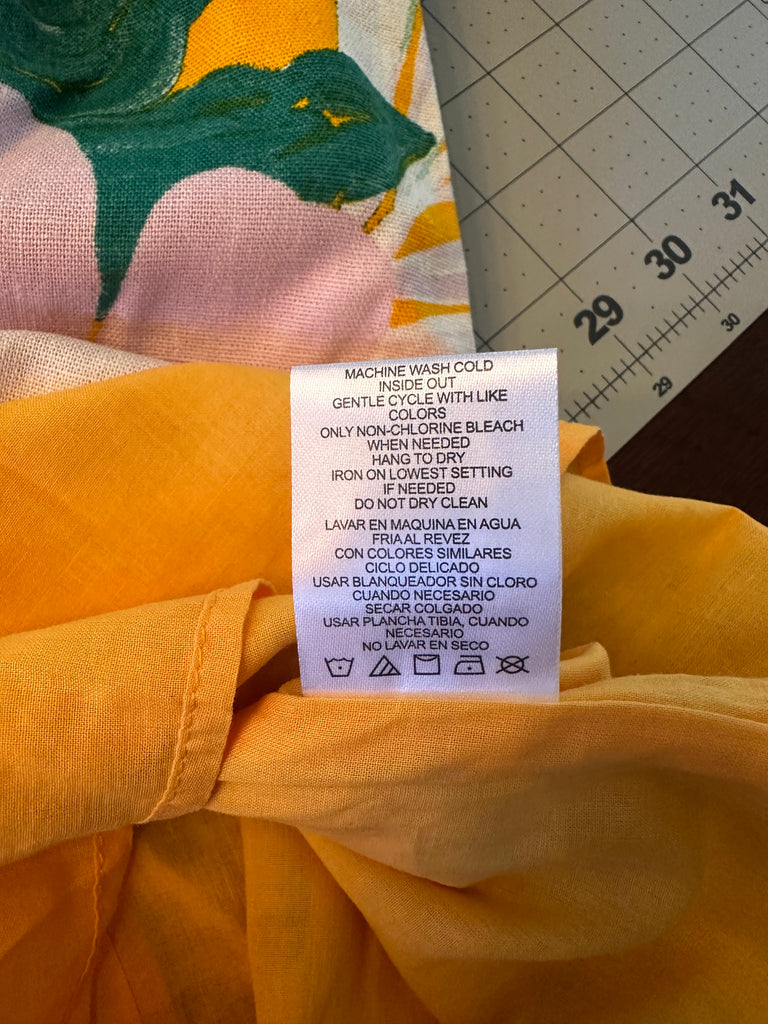 31
30
29
30
29
MACHINE WASH COLD
INSIDE OUT
GENTLE CYCLE WITH LIKE
COLORS
ONLY NON-CHLORINE BLEACH
WHEN NEEDED
HANG TO DRY
IRON ON LOWEST SETTING
IF NEEDED
DO NOT DRY CLEAN
LAVAR EN MAQUINA EN AGUA
FRIA AL REVEZ
CON COLORES SIMILARES
CICLO DELICADO
USAR BLANQUEADOR SIN CLORO
CUANDO NECESARIO
SECAR COLGADO
USAR PLANCHA TIBIA, CUANDO
NECESARIO
NO LAVAR EN SECO